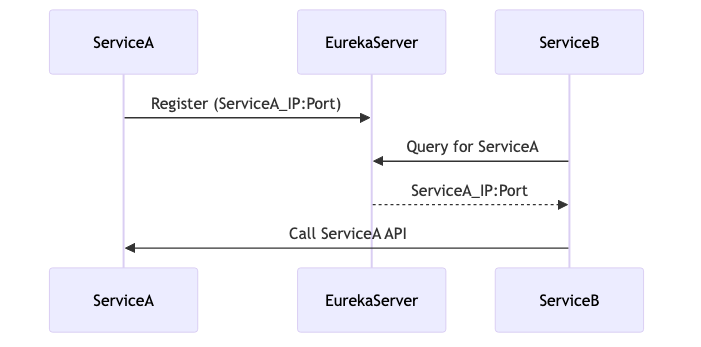 ServiceA
EurekaServer
ServiceB
Register (ServiceA_IP:Port)
Query for ServiceA
ServiceA_IP:Port
Call ServiceA API
ServiceA
EurekaServer
ServiceB